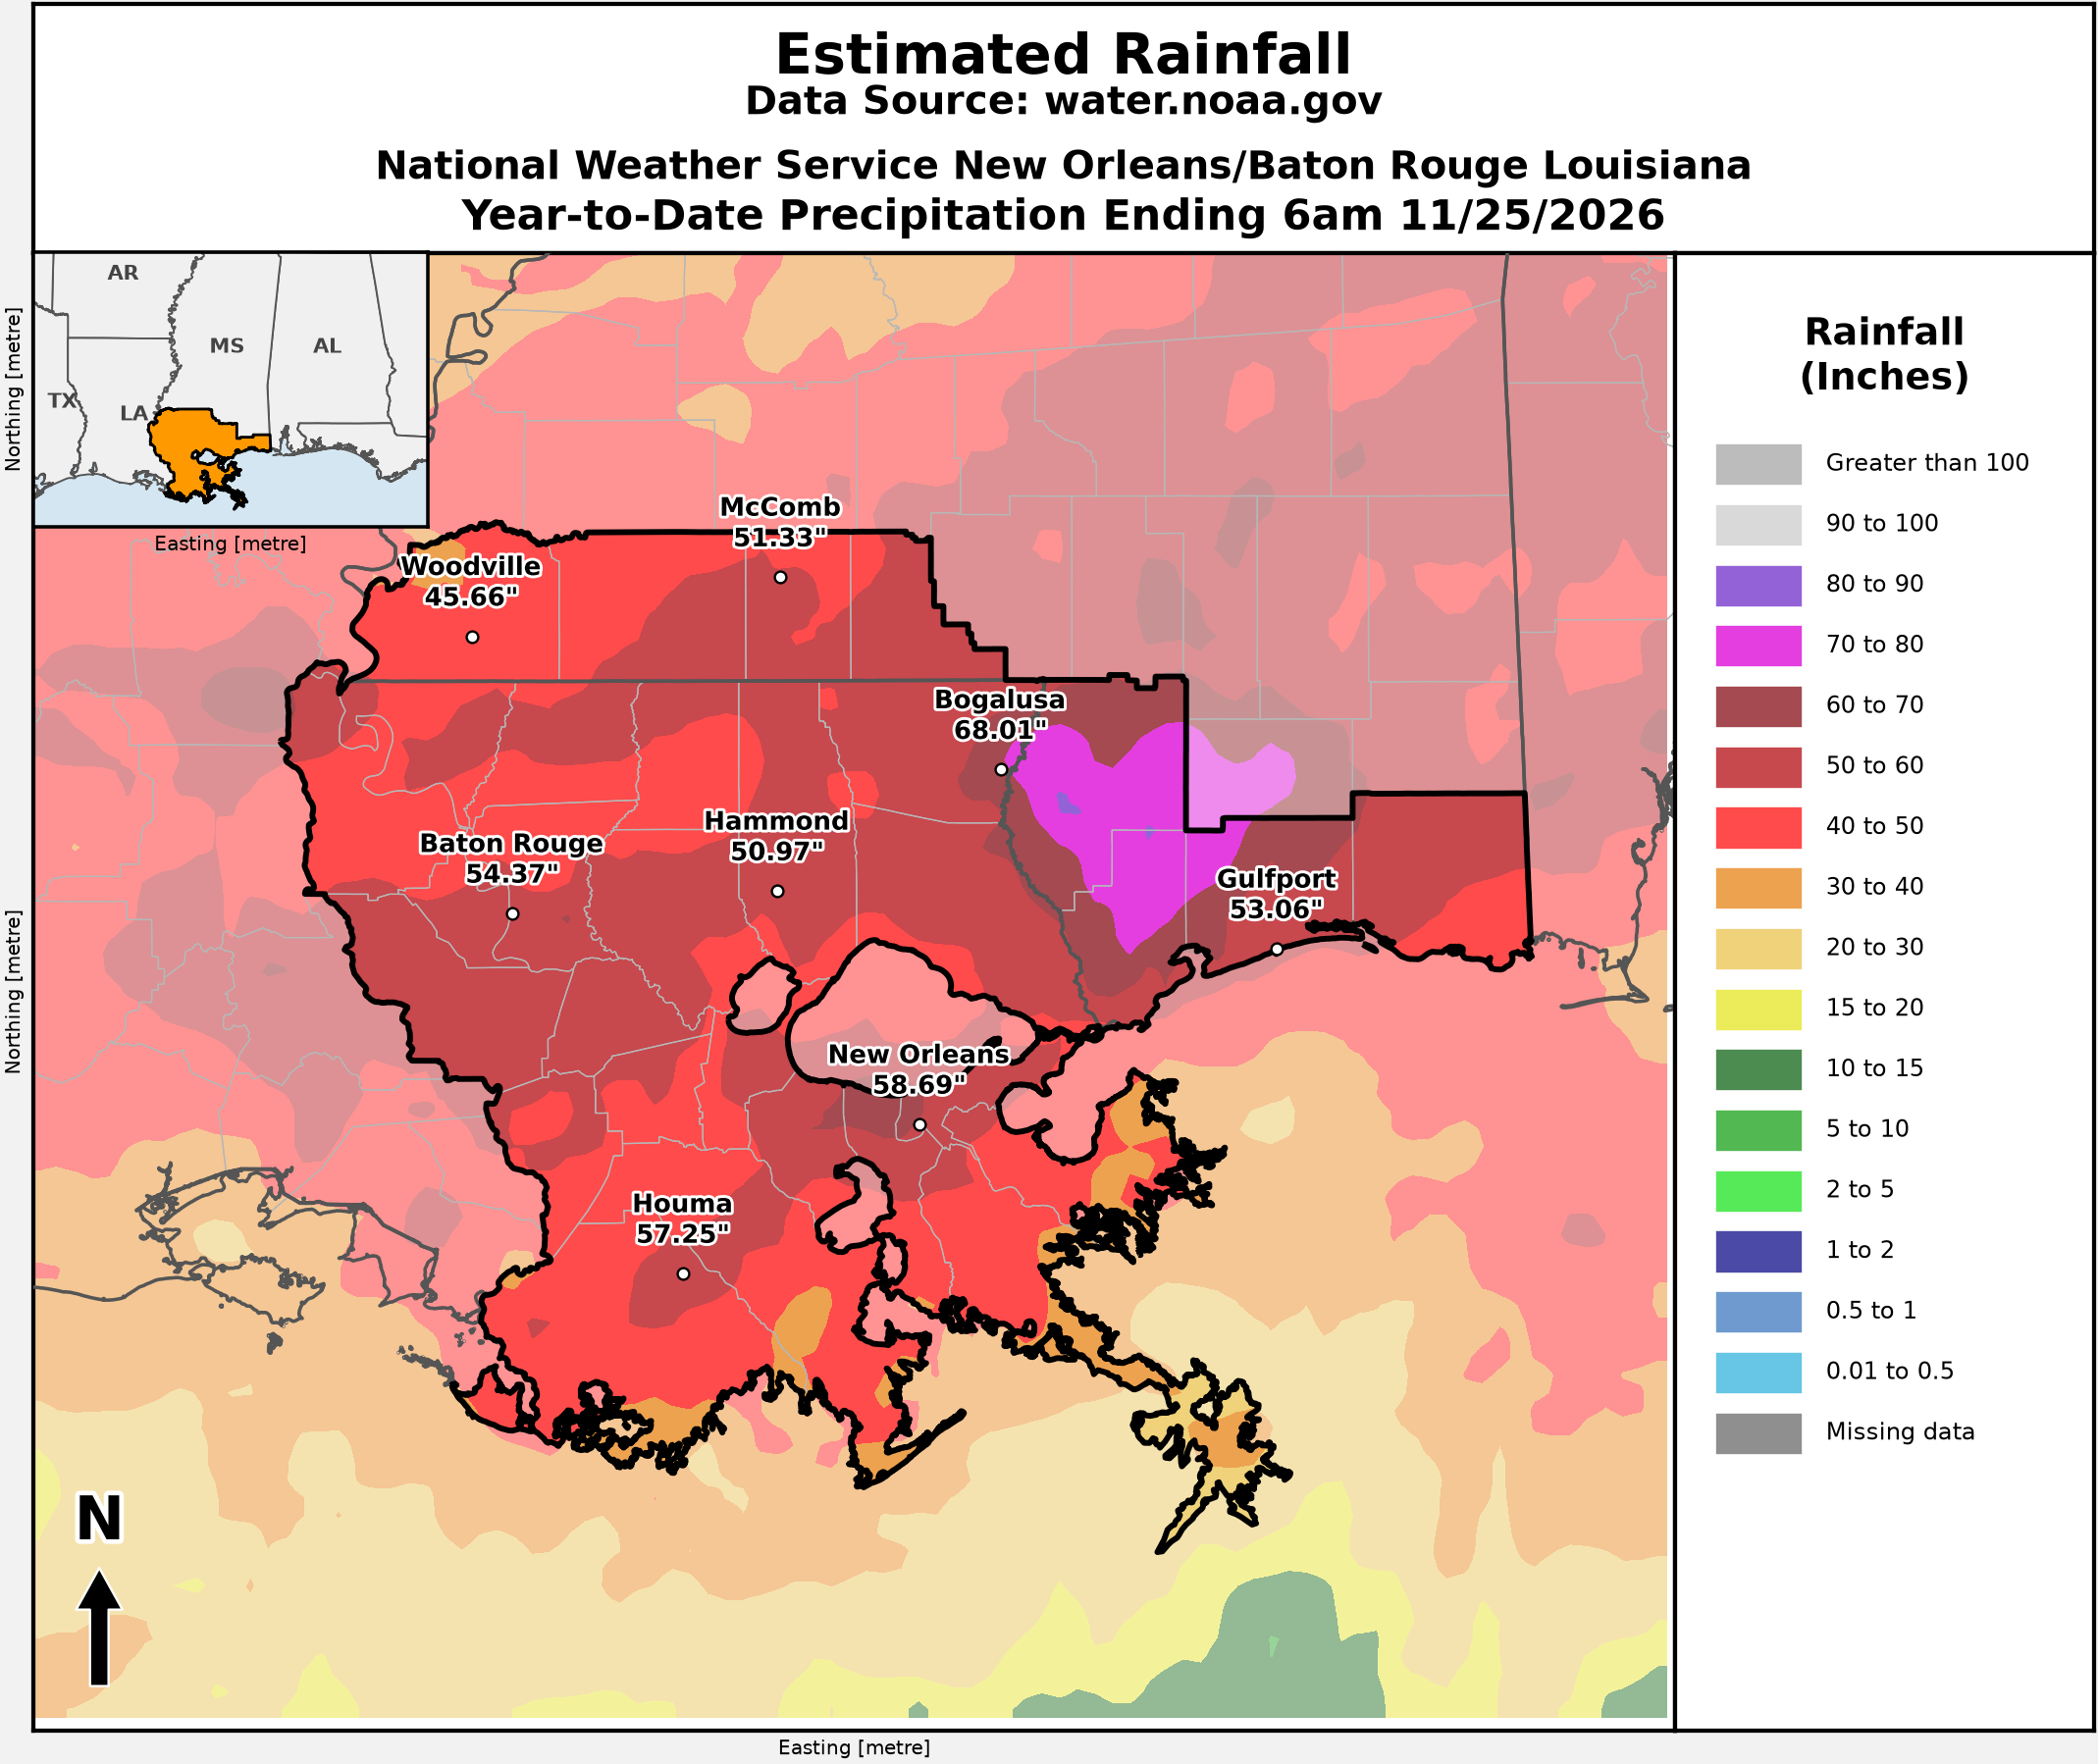 Estimated Rainfall
Data Source: water.noaa.gov
National Weather Service New Orleans/Baton Rouge Louisiana
Year-to-Date Precipitation Ending 6am 11/25/2026
Northing [metre]
AR
MS
AL
TX
LA
Easting [metre]
McComb
51.33"
Woodville
45.66"
Bogalusa
68.01"
Hammond
50.97"
Baton Rouge
54.37"
Gulfport
53.06"
New Orleans
58.69"
Houma
57.25"
Northing [metre]
N
Easting [metre]
Rainfall
(Inches)
Greater than 100
90 to 100
80 to 90
70 to 80
60 to 70
50 to 60
40 to 50
30 to 40
20 to 30
15 to 20
10 to 15
5 to 10
2 to 5
1 to 2
0.5 to 1
0.01 to 0.5
Missing data